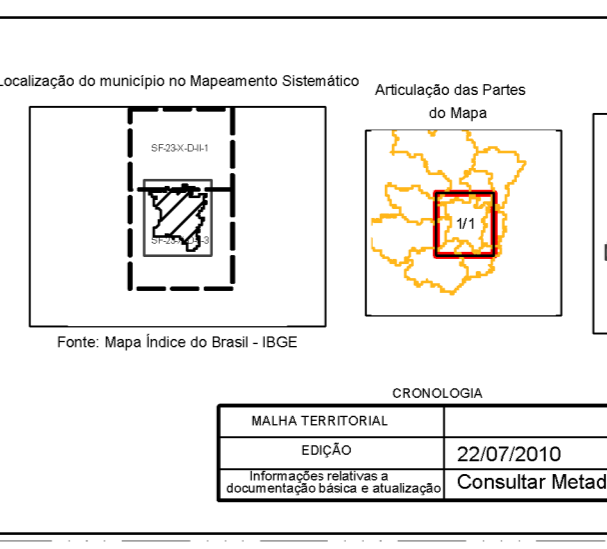 Localização do município no Mapeamento Sistemático
SF-23-X-D-II-1
Fonte: Mapa Índice do Brasil - IBGE
Articulação das Partes
do Mapa
1/1
CRONOLOGIA
MALHA TERRITORIAL
EDIÇÃO
22/07/2010
Informações relativas a
documentação básica e atualização
Consultar Metad